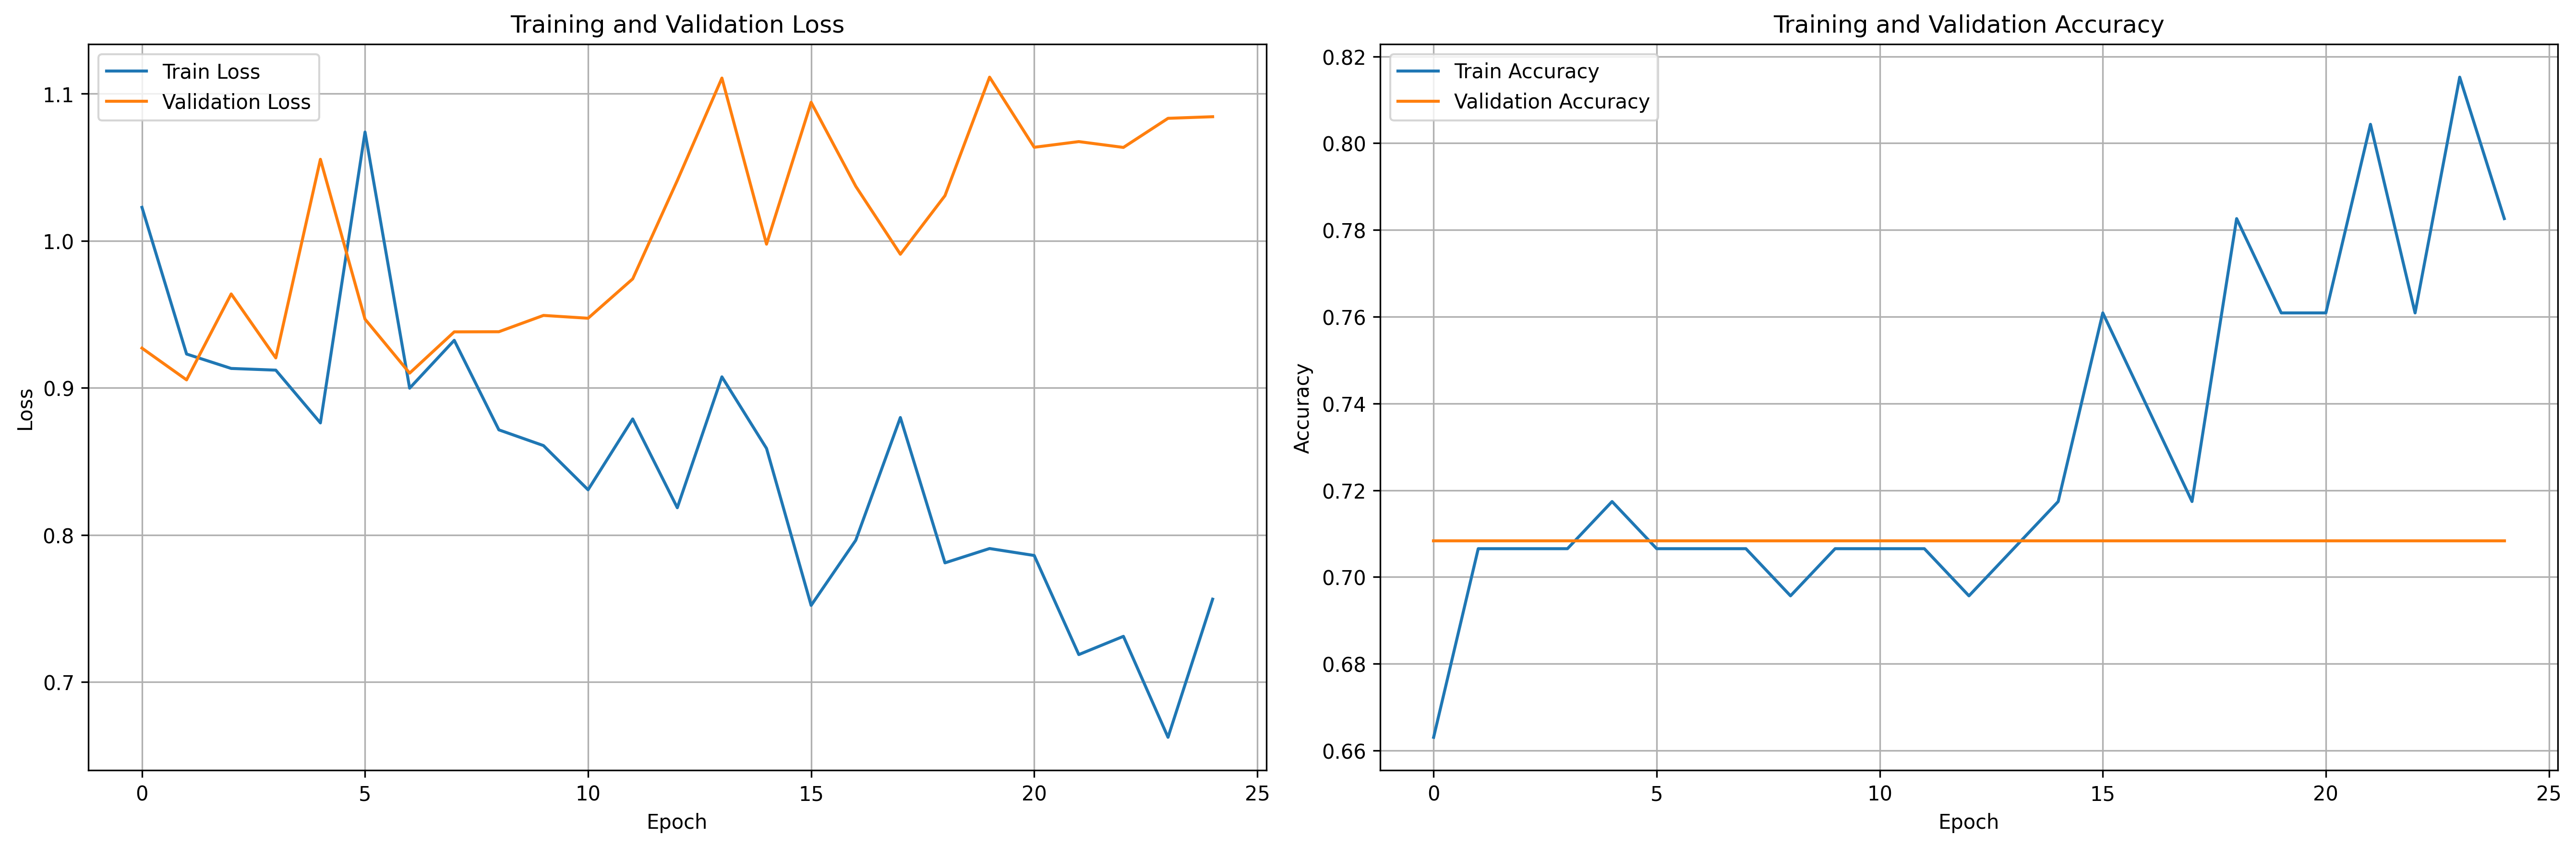 Training and Validation Loss
Train Loss
Validation Loss
1.1
1.0
0.9
0.8
0.7
Loss
0
5
10
15
20
25
Epoch
Training and Validation Accuracy
Train Accuracy
Validation Accuracy
0.82
0.80
0.78
0.76
0.74
0.72
0.70
0.68
0.66
Accuracy
0
5
10
15
20
25
Epoch